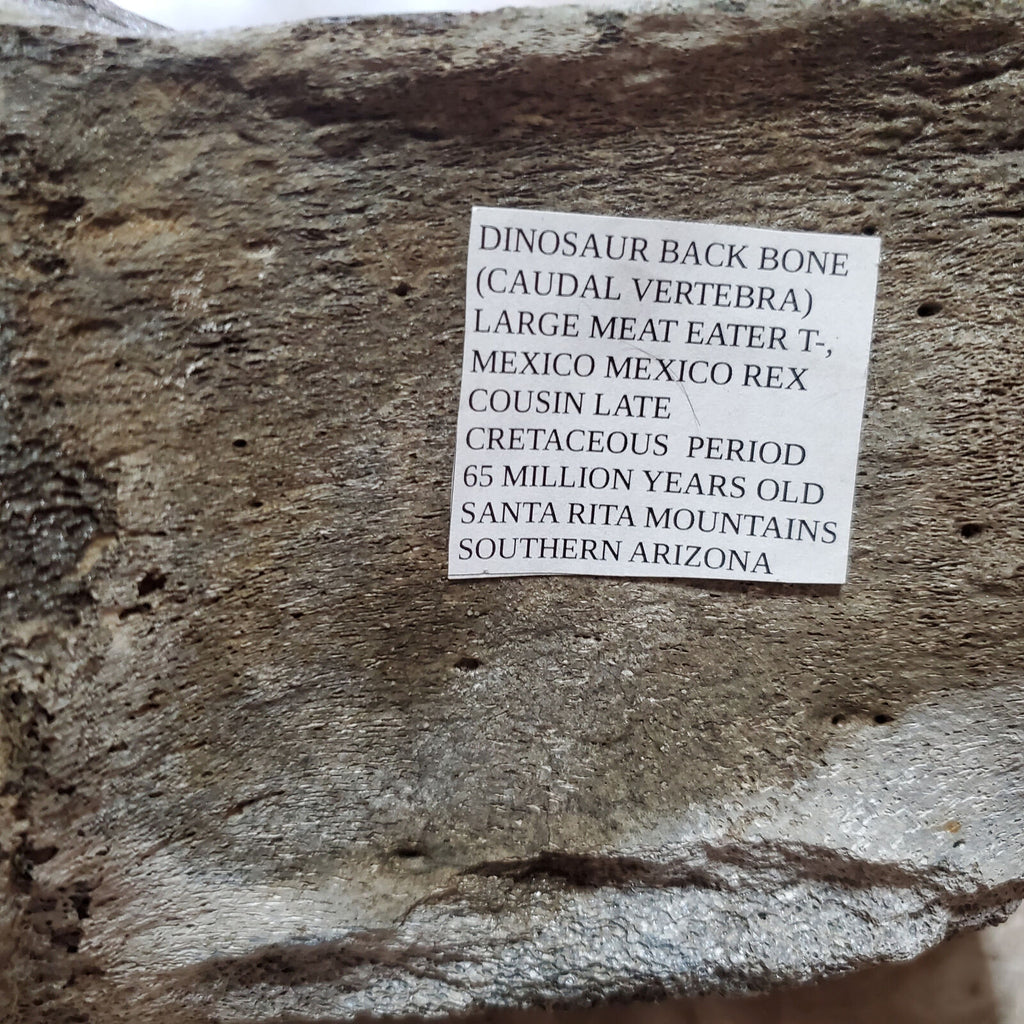 DINOSAUR BACK BONE
(CAUDAL VERTEBRA)
LARGE MEAT EATER T-,
MEXICO MEXICO REX
COUSIN LATE
CRETACEOUS PERIOD
65 MILLION YEARS OLD
SANTA RITA MOUNTAINS
SOUTHERN ARIZONA